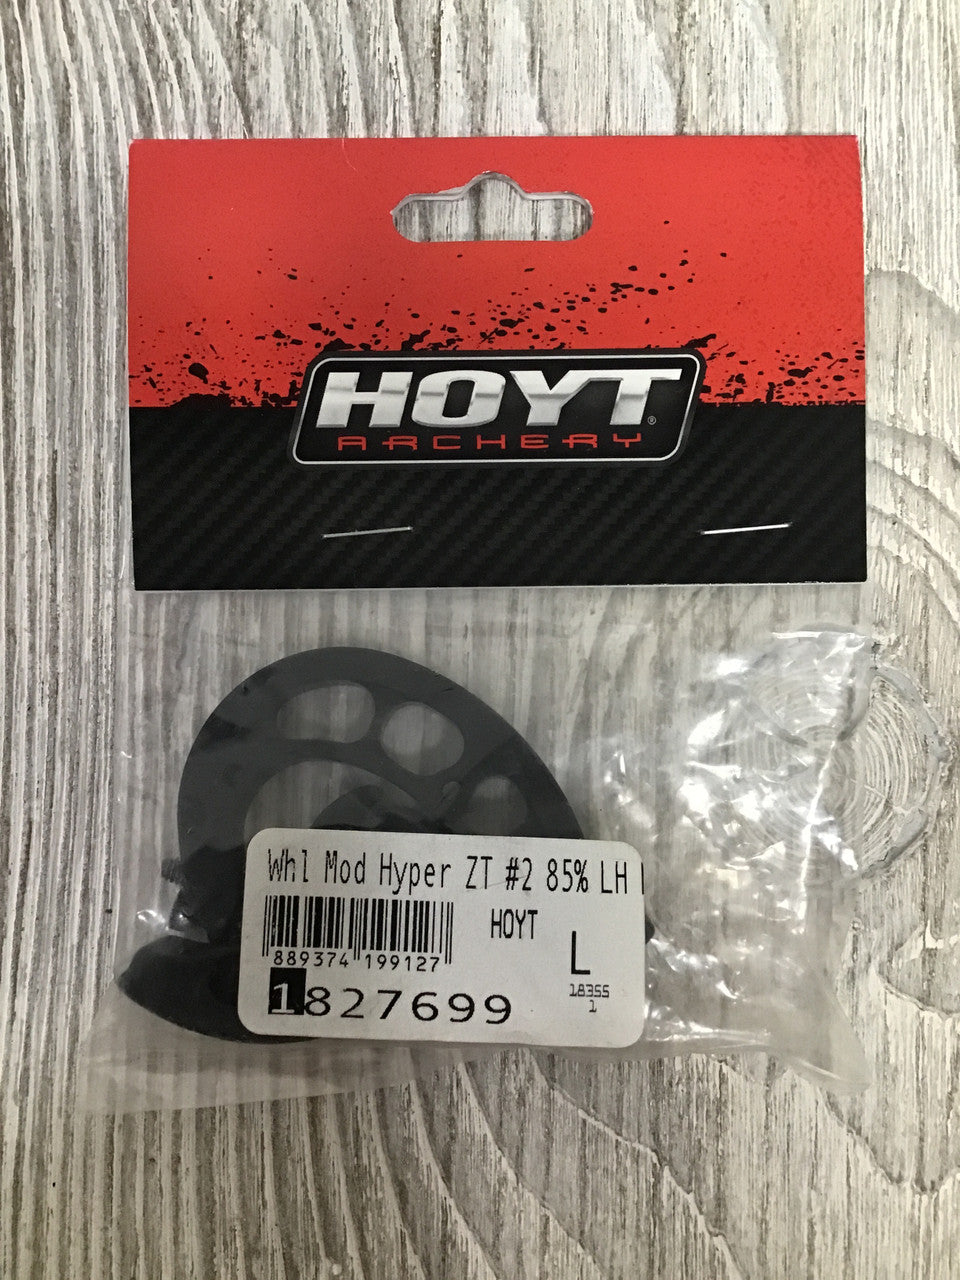 HOYT®
ARCHERY
Whl Mod Hyper ZT #2 85% LH
HOYT
889374 199127
L
18355
1
1827699